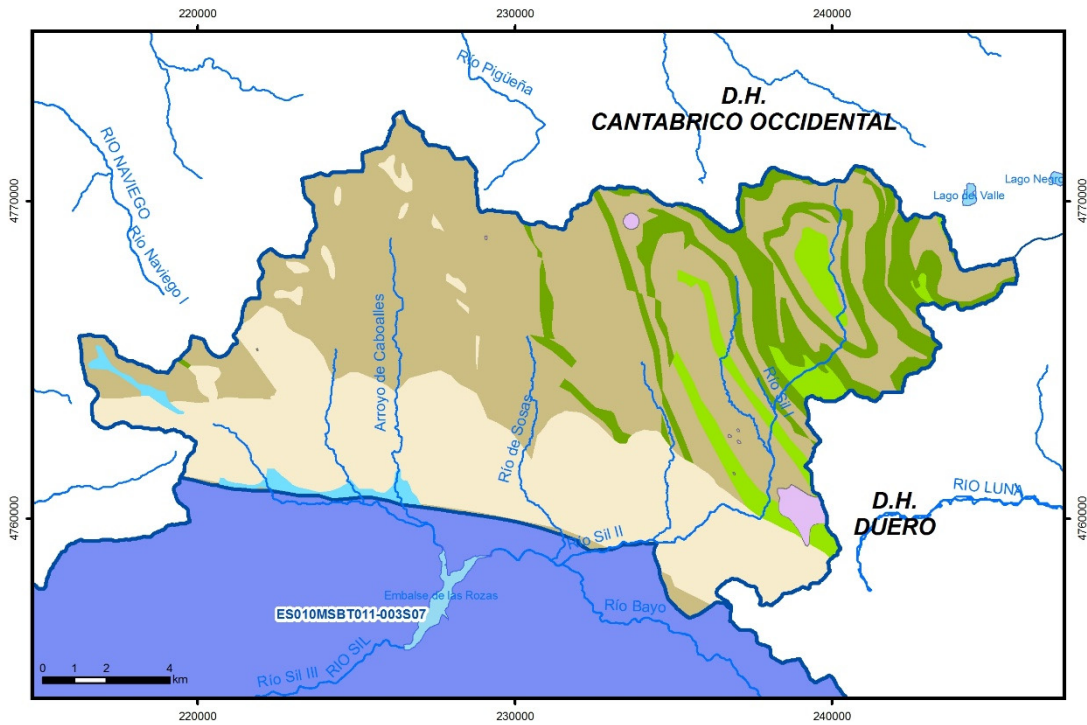 220000
230000
240000
Río Pigüeña
D.H.
CANTABRICO OCCIDENTAL
RIO NAVIEGO
Río Naviego I
4770000
4770000
Lago Negro
Lago del Valle
Arroyo de Caboalles
Río de Sosas
Río Sil I
D.H.
DUERO
RIO LUNA
4760000
4760000
Río Sil II
Embalse de las Rozas
ES010MSBT011-003S07
Río Bayo
RIO SIL
Río Sil III
0 1 2 4
km
220000
230000
240000